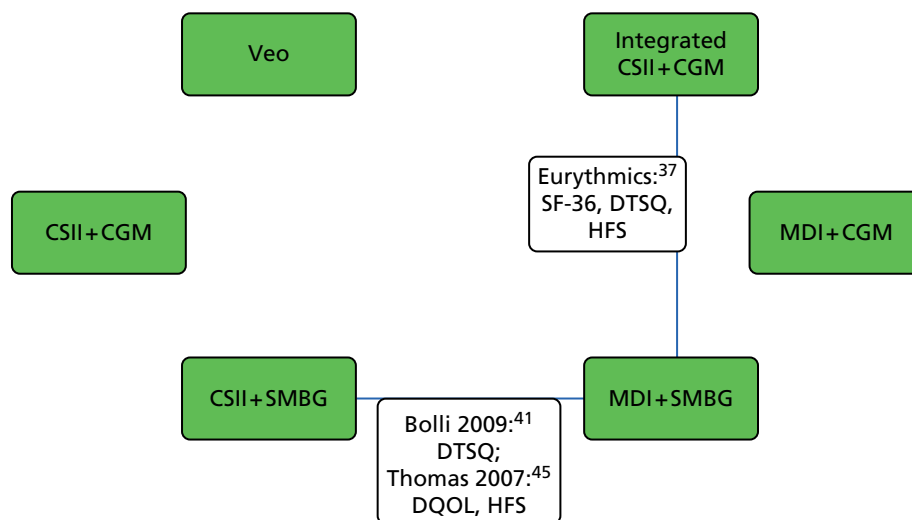 Veo
Integrated
CSII+CGM
Eurythmics:37
SF-36, DTSQ,
HFS
CSII+CGM
MDI+CGM
CSII+SMBG
MDI+SMBG
Bolli 2009:41
DTSQ;
Thomas 2007:45
DQOL, HFS